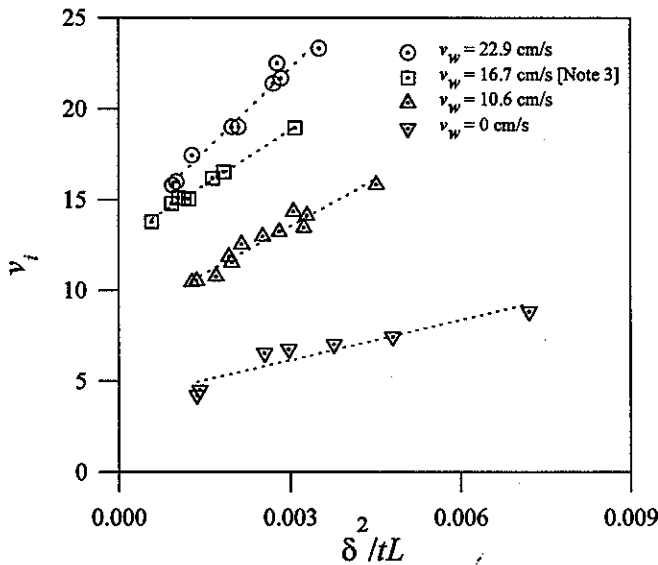 25
20
15
10
5
0
v_i
v_w = 22.9 cm/s
v_w = 16.7 cm/s [Note 3]
v_w = 10.6 cm/s
v_w = 0 cm/s
0.000 0.003 0.006 0.009
δ²/tL